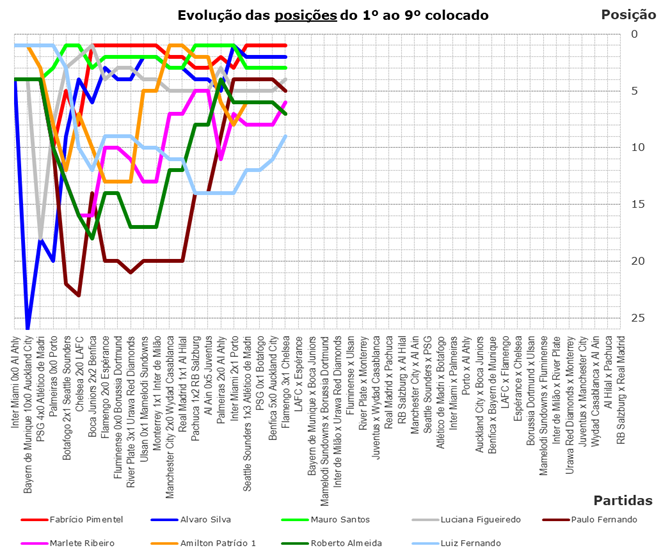 Evolução das posições do 1º ao 9º colocado
Posição
0
5
10
15
20
25
Inter Miami 0x0 Al Ahly
Bayern de Munique 10x0 Auckland City
PSG 4x0 Atlético de Madri
Palmeiras 0x0 Porto
Botafogo 2x1 Seattle Sounders
Chelsea 2x0 LAFC
Boca Juniors 2x2 Benfica
Flamengo 2x0 Espérance
Fluminense 0x0 Borussia Dortmund
River Plate 3x1 Urawa Red Diamonds
Ulsan 0x1 Mamelodi Sundowns
Monterrey 1x1 Inter de Milão
Manchester City 2x0 Wydad Casablanca
Real Madrid 1x1 Al Hilal
Pachuca 1x2 RB Salzburg
Al Ain 0x5 Juventus
Palmeiras 2x0 Al Ahly
Inter Miami 2x1 Porto
Seattle Sounders 1x3 Atlético de Madri
PSG 0x1 Botafogo
Benfica 5x0 Auckland City
Flamengo 3x1 Chelsea
LAFC x Espérance
Bayern de Munique x Boca Juniors
Mamelodi Sundowns x Borussia Dortmund
Inter de Milão x Urawa Red Diamonds
Fluminense x Ulsan
River Plate x Monterrey
Juventus x Wydad Casablanca
Real Madrid x Pachuca
RB Salzburg x Al Hilal
Manchester City x Al Ain
Seattle Sounders x PSG
Atlético de Madri x Botafogo
Inter Miami x Palmeiras
Porto x Al Ahly
Auckland City x Boca Juniors
Benfica x Bayern de Munique
LAFC x Flamengo
Espérance x Chelsea
Borussia Dortmund x Ulsan
Mamelodi Sundowns x Fluminense
Inter de Milão x River Plate
Urawa Red Diamonds x Monterrey
Juventus x Manchester City
Wydad Casablanca x Al Ain
Al Hilal x Pachuca
RB Salzburg x Real Madrid
Partidas
Fabrício Pimentel
Alvaro Silva
Mauro Santos
Luciana Figueiredo
Paulo Fernando
Marlete Ribeiro
Amilton Patrício 1
Roberto Almeida
Luiz Fernando